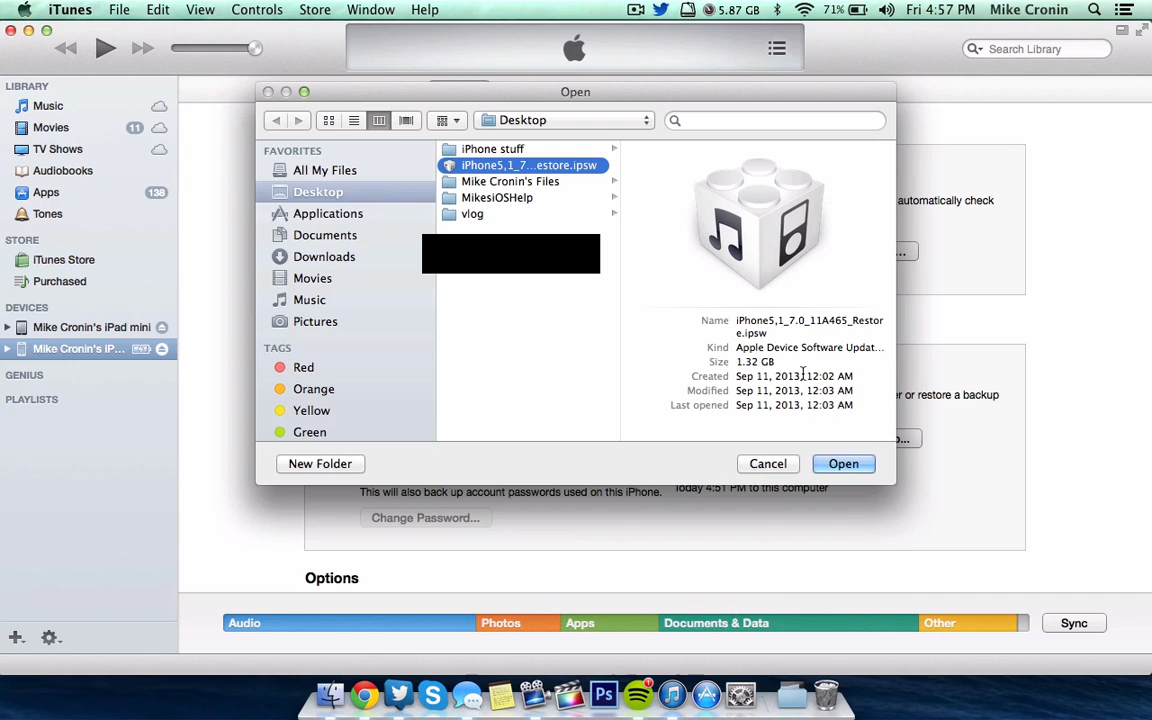 iTunes File Edit View Controls Store Window Help 5.87 GB 71% Fri 4:57 PM Mike Cronin
Search Library
LIBRARY
Music
Movies 11
TV Shows
Audiobooks
Apps 138
Tones
STORE
iTunes Store
Purchased
DEVICES
Mike Cronin's iPad mini
Mike Cronin's iP...
GENIUS
PLAYLISTS
Open
Desktop
FAVORITES
All My Files
Desktop
Applications
Documents
Downloads
Movies
Music
Pictures
TAGS
Red
Orange
Yellow
Green
iPhone stuff
iPhone5,1_7...estore.ipsw
Mike Cronin's Files
MikesiOSHelp
vlog
Name iPhone5,1_7.0_11A465_Restor
e.ipsw
Kind Apple Device Software Updat...
Size 1.32 GB
Created Sep 11, 2013, 12:02 AM
Modified Sep 11, 2013, 12:03 AM
Last opened Sep 11, 2013, 12:03 AM
New Folder Cancel Open
automatically check
...
er or restore a backup
...
This will also back up account passwords used on this iPhone.
Today 4:51 PM to this computer
Change Password...
Options
Audio Photos Apps Documents & Data Other Sync
1